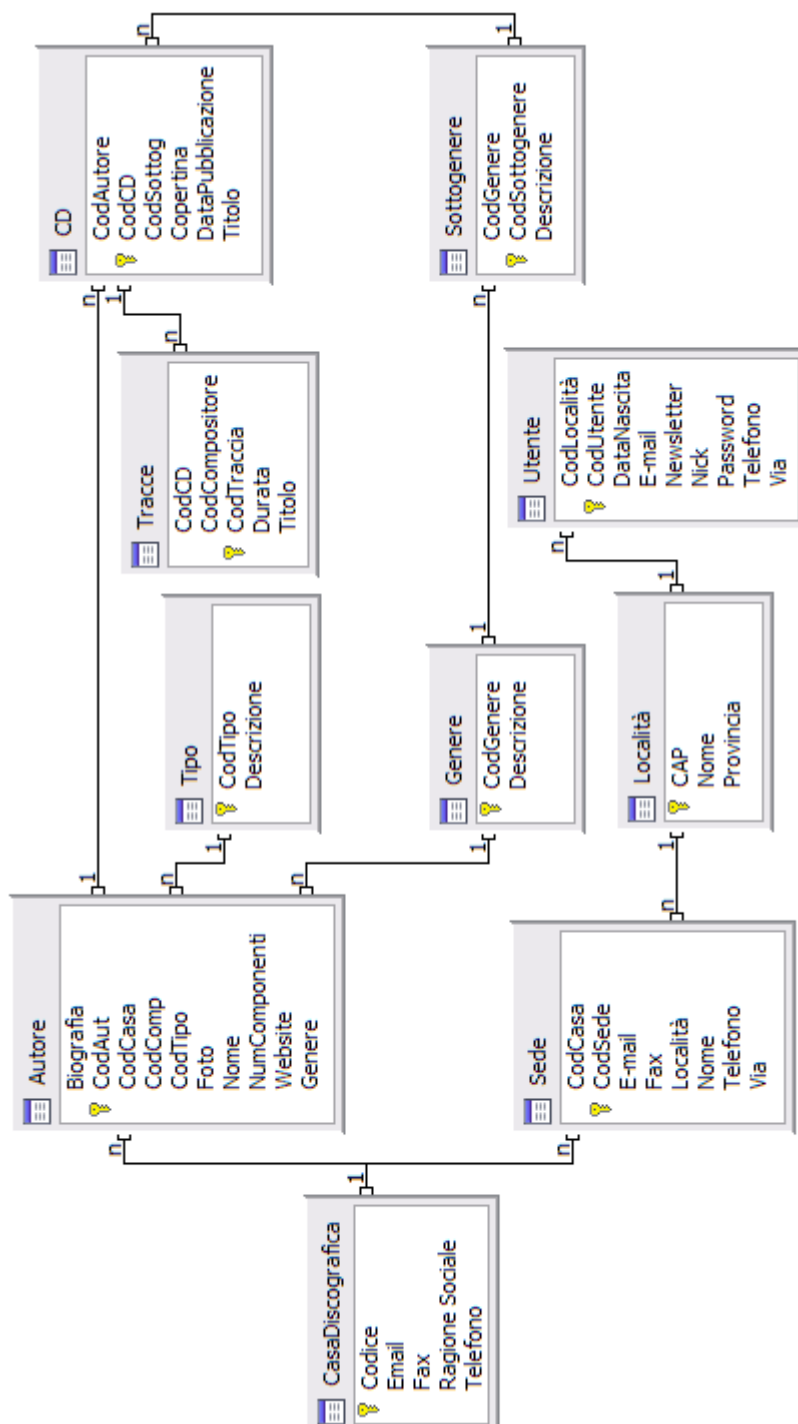 CasaDiscografica
Codice
Email
Fax
Ragione Sociale
Telefono
1
Autore
Biografia
CodAut
CodCasa
CodComp
CodTipo
Foto
Nome
NumComponenti
Website
Genere
n
1
n
n
Sede
CodCasa
CodSede
E-mail
Fax
Località
Nome
Telefono
Via
n
n
Tipo
CodTipo
Descrizione
1
Genere
CodGenere
Descrizione
1
1
Località
CAP
Nome
Provincia
1
1
Tracce
CodCD
CodCompositore
CodTraccia
Durata
Titolo
n
Utente
CodLocalità
CodUtente
DataNascita
E-mail
Newsletter
Nick
Password
Telefono
Via
n
CD
CodAutore
CodCD
CodSottog
Copertina
DataPubblicazione
Titolo
n
1
n
Sottogenere
CodGenere
CodSottogenere
Descrizione
n
1